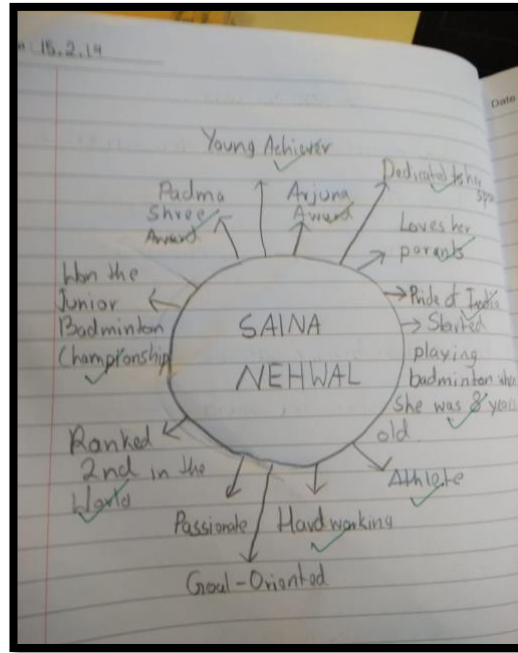 15.2.19
Date
Young Achiever
Padma
Shree
Award
Arjuna
Award
Dedicated to her
Loves her
parants
Won the
Junior
Badminton
Championship
SAINA
NEHWAL
Pride of India
Started
playing
badminton when
She was 8 years
old
Ranked
2nd in the
World
Athlete
Passionate
Hardworking
Goal-Oriented